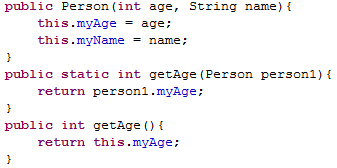 public Person(int age, String name){
    this.myAge = age;
    this.myName = name;
}
public static int getAge(Person person1){
    return person1.myAge;
}
public int getAge(){
    return this.myAge;
}